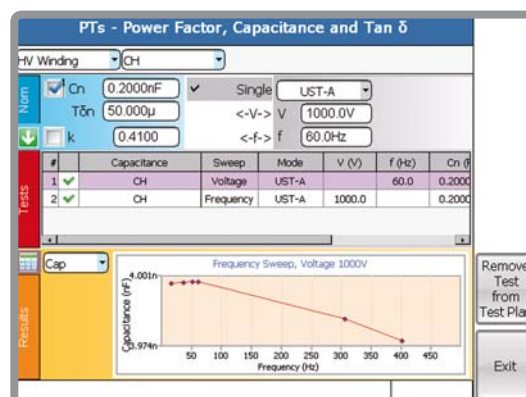 PTs - Power Factor, Capacitance and Tan δ
HV Winding CH
Nom
Cn 0.2000nF Single UST-A
Tδn 50.000µ <-V-> V 1000.0V
k 0.4100 <-f-> f 60.0Hz
Tests
# Capacitance Sweep Mode V (V) f (Hz) Cn
1 CH Voltage UST-A 60.0 0.2000
2 CH Frequency UST-A 1000.0 0.2000
Results
Cap
Frequency Sweep, Voltage 1000V
4.001n
3.974n
Capacitance (nF)
50 100 150 200 250 300 350 400 450
Frequency (Hz)
Remove
Test
from
Test Plan
Exit